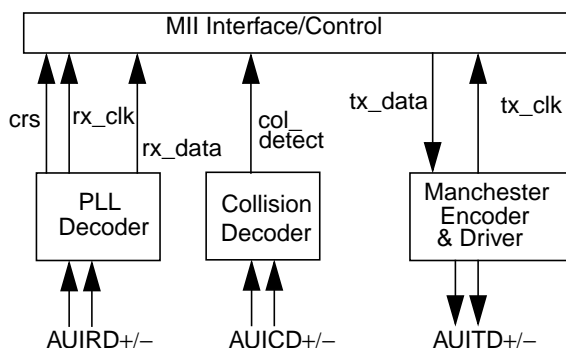 MII Interface/Control
crs
rx_clk
rx_data
col_
detect
tx_data
tx_clk
PLL
Decoder
Collision
Decoder
Manchester
Encoder
& Driver
AUIRD+/–
AUICD+/–
AUITD+/–